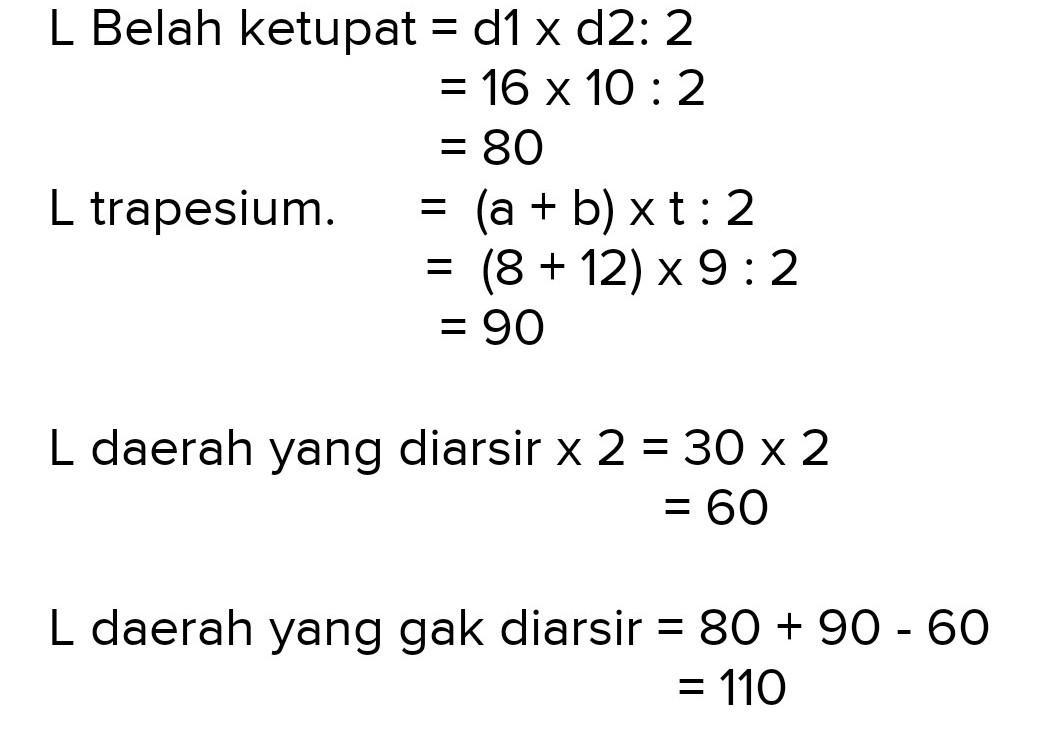 L Belah ketupat = d1 x d2: 2
= 16 x 10 : 2
= 80
L trapesium. = (a + b) x t : 2
= (8 + 12) x 9 : 2
= 90
L daerah yang diarsir x 2 = 30 x 2
= 60
L daerah yang gak diarsir = 80 + 90 - 60
= 110